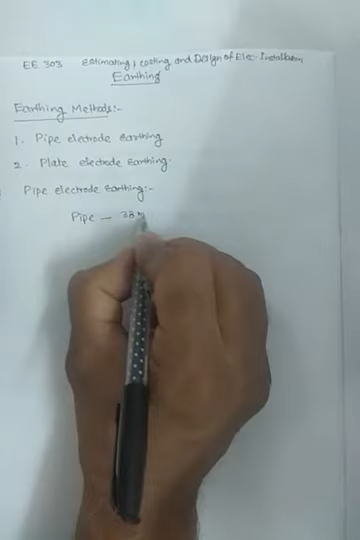 EE 303 Estimating, costing and Design of Elec. Installation
Earthing
Earthing Methods:-
1. Pipe electrode earthing
2. Plate electrode earthing.
Pipe electrode earthing:-
Pipe — 38